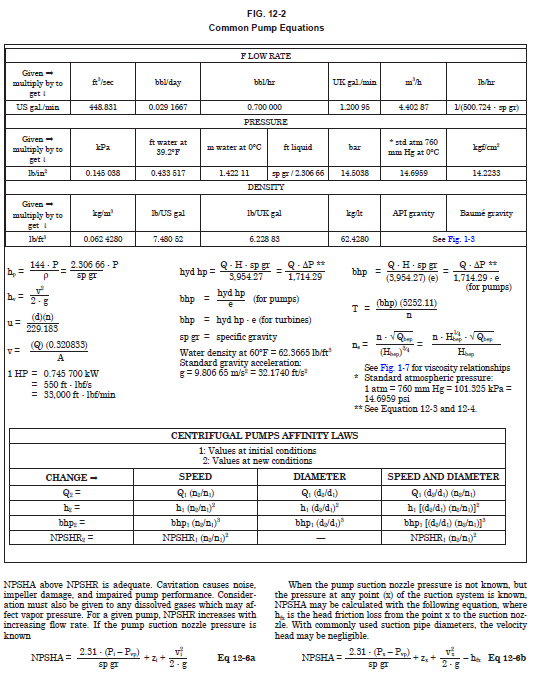 FIG. 12-2
Common Pump Equations
FLOW RATE
Given ➞ multiply by to get ↓ ft³/sec bbl/day bbl/hr UK gal./min m³/h lb/hr
US gal./min 448.831 0.029 1667 0.700 000 1.200 95 4.402 87 1/(500.724 · sp gr)
PRESSURE
Given ➞ multiply by to get ↓ kPa ft water at 39.2°F m water at 0°C ft liquid bar * std atm 760 mm Hg at 0°C kgf/cm²
lb/in² 0.145 038 0.433 517 1.422 11 sp gr / 2.306 66 14.5038 14.6959 14.2233
DENSITY
Given ➞ multiply by to get ↓ kg/m³ lb/US gal lb/UK gal kg/lt API gravity Baumé gravity
lb/ft³ 0.062 4280 7.480 52 6.228 83 62.4280 See Fig. 1-3
hₚ = 144 · P / ρ = 2.306 66 · P / sp gr
hᵥ = v² / 2 · g
u = (d)(n) / 229.183
v = (Q) (0.320833) / A
1 HP = 0.745 700 kW
= 550 ft · lbf/s
= 33,000 ft · lbf/min
hyd hp = Q · H · sp gr / 3,954.27 = Q · ΔP ** / 1,714.29
bhp = hyd hp / e (for pumps)
bhp = hyd hp · e (for turbines)
sp gr = specific gravity
Water density at 60°F = 62.3665 lb/ft³
Standard gravity acceleration:
g = 9.806 65 m/s² = 32.1740 ft/s²
bhp = Q · H · sp gr / (3,954.27) (e) = Q · ΔP ** / 1,714.29 · e
(for pumps)
T = (bhp) (5252.11) / n
nₛ = n · √Qbep / (Hbep)^3/4 = n · Hbep^1/4 · √Qbep / Hbep
See Fig. 1-7 for viscosity relationships
* Standard atmospheric pressure:
1 atm = 760 mm Hg = 101.325 kPa =
14.6959 psi
** See Equation 12-3 and 12-4.
CENTRIFUGAL PUMPS AFFINITY LAWS
1: Values at initial conditions
2: Values at new conditions
CHANGE ➞ SPEED DIAMETER SPEED AND DIAMETER
Q₂ = Q₁ (n₂/n₁) Q₁ (d₂/d₁) Q₁ (d₂/d₁) (n₂/n₁)
h₂ = h₁ (n₂/n₁)² h₁ (d₂/d₁)² h₁ [(d₂/d₁) (n₂/n₁)]²
bhp₂ = bhp₁ (n₂/n₁)³ bhp₁ (d₂/d₁)³ bhp₁ [(d₂/d₁) (n₂/n₁)]³
NPSHR₂ = NPSHR₁ (n₂/n₁)² — NPSHR₁ (n₂/n₁)²
NPSHA above NPSHR is adequate. Cavitation causes noise,
impeller damage, and impaired pump performance. Consider-
ation must also be given to any dissolved gases which may af-
fect vapor pressure. For a given pump, NPSHR increases with
increasing flow rate. If the pump suction nozzle pressure is
known
NPSHA = 2.31 · (Pᵢ – Pvp) / sp gr + zᵢ + vᵢ² / 2 · g Eq 12-6a
When the pump suction nozzle pressure is not known, but
the pressure at any point (x) of the suction system is known,
NPSHA may be calculated with the following equation, where
hfx is the head friction loss from the point x to the suction noz-
zle. With commonly used suction pipe diameters, the velocity
head may be negligible.
NPSHA = 2.31 · (Pₓ – Pvp) / sp gr + zₓ + vₓ² / 2 · g – hfx Eq 12-6b